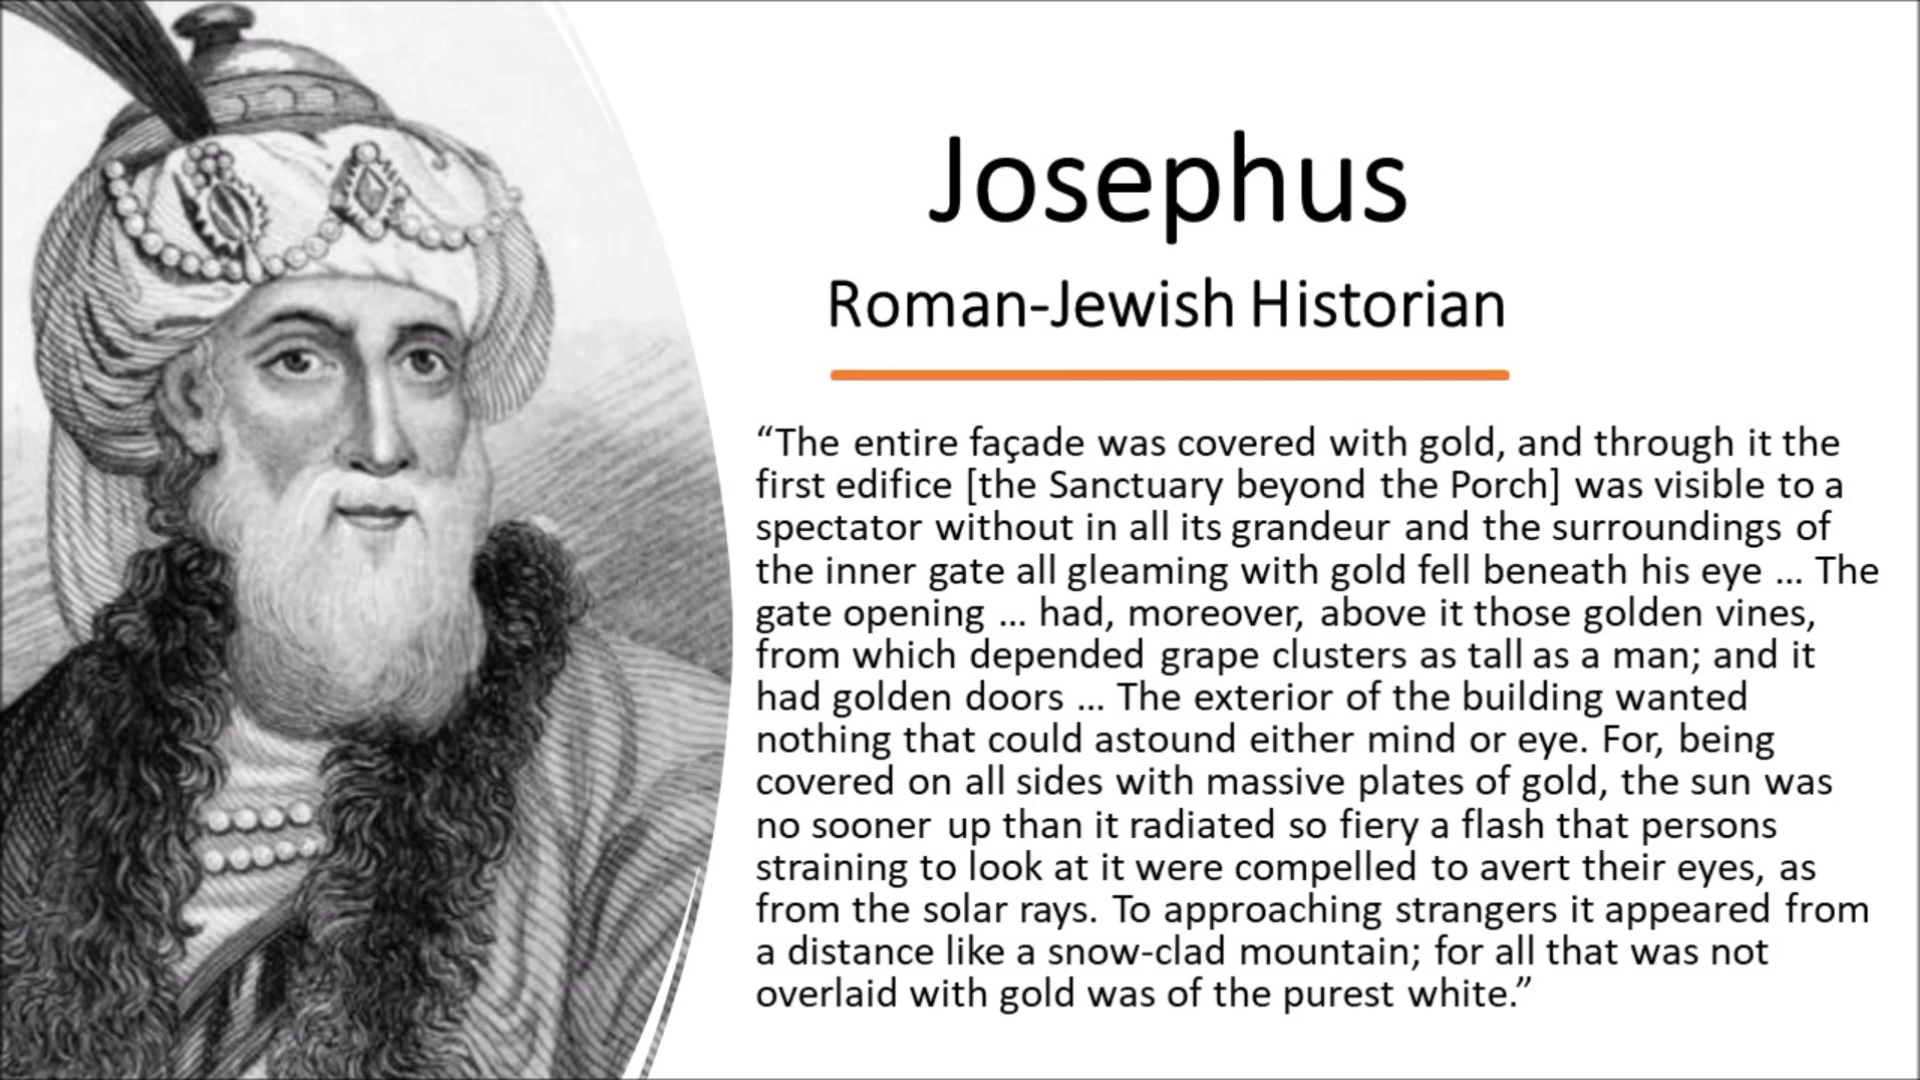 Josephus
Roman-Jewish Historian
“The entire façade was covered with gold, and through it the
first edifice [the Sanctuary beyond the Porch] was visible to a
spectator without in all its grandeur and the surroundings of
the inner gate all gleaming with gold fell beneath his eye ... The
gate opening ... had, moreover, above it those golden vines,
from which depended grape clusters as tall as a man; and it
had golden doors ... The exterior of the building wanted
nothing that could astound either mind or eye. For, being
covered on all sides with massive plates of gold, the sun was
no sooner up than it radiated so fiery a flash that persons
straining to look at it were compelled to avert their eyes, as
from the solar rays. To approaching strangers it appeared from
a distance like a snow-clad mountain; for all that was not
overlaid with gold was of the purest white.”